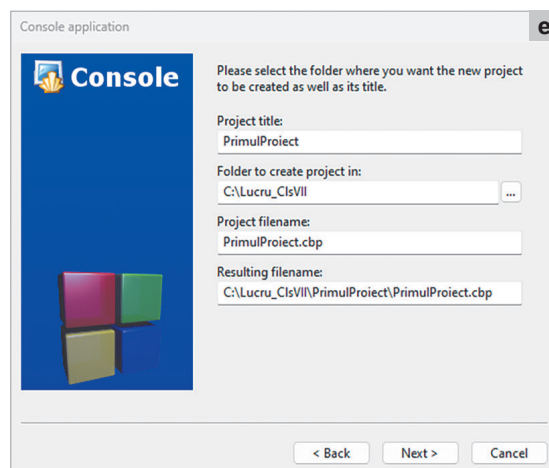 Console application
e
Console
Please select the folder where you want the new project
to be created as well as its title.
Project title:
PrimulProiect
Folder to create project in:
C:\Lucru_ClsVII
...
Project filename:
PrimulProiect.cbp
Resulting filename:
C:\Lucru_ClsVII\PrimulProiect\PrimulProiect.cbp
< Back
Next >
Cancel